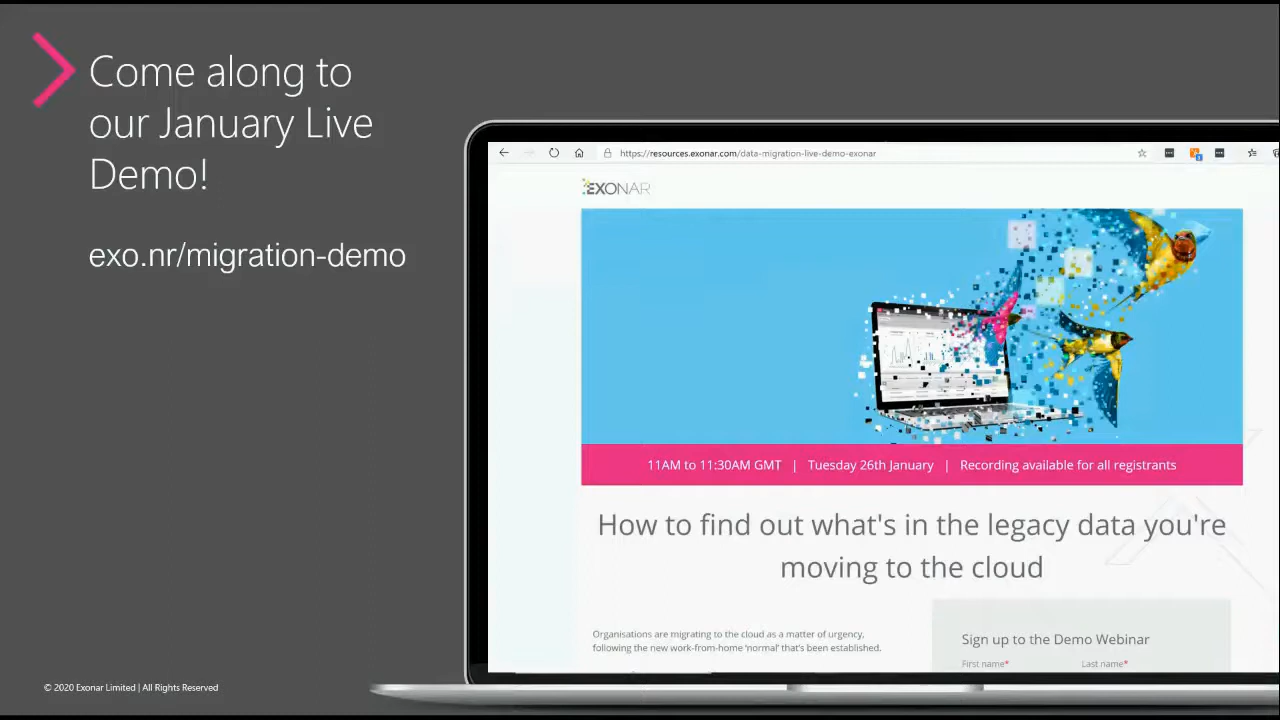 Come along to
our January Live
Demo!
exo.nr/migration-demo
https://resources.exonar.com/data-migration-live-demo-exonar
EXONAR
11AM to 11:30AM GMT | Tuesday 26th January | Recording available for all registrants
How to find out what's in the legacy data you're
moving to the cloud
Organisations are migrating to the cloud as a matter of urgency,
following the new work-from-home 'normal' that's been established.
Sign up to the Demo Webinar
First name* Last name*
© 2020 Exonar Limited | All Rights Reserved